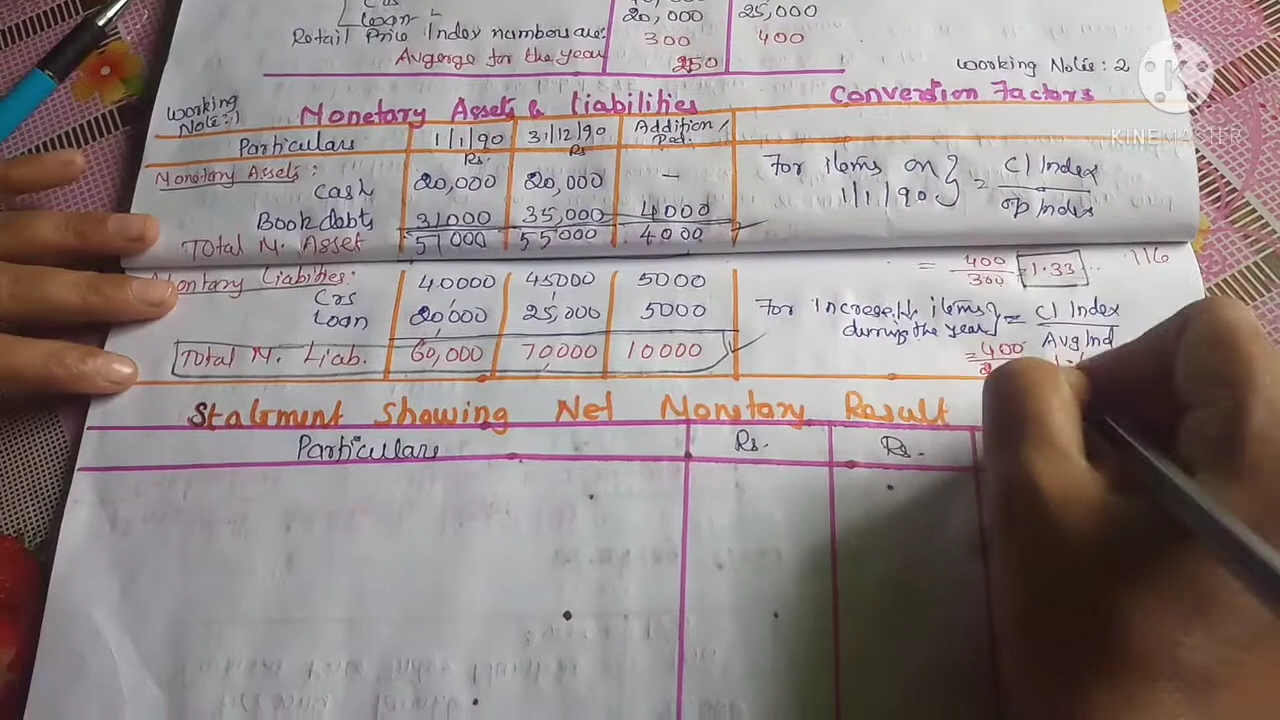 Loan
20,000 25,000
Retail Price Index numbers are: 300 400
Avgerge for the year 250
Working Note: 1
Monetary Assets & Liabilities
Particulars 1/1/90 Rs. 31/12/90 Rs Addition/
Monetary Assets:
Cash 20,000 20,000 -
Book debts 31000 35,000 4000
Total M. Asset 51000 55000 4000
Monetary Liabities:
Crs 40000 45000 5000
Loan 20000 25,000 5000
Total M. Liab. 60,000 70000 10000
Working Note: 2
Convertion Factors
For items on 1/1/90 } = Cl Index / op Index
= 400/300 = 1.33
116
For increase in items during the year } = Cl Index / Avg Ind
= 400
Statement Showing Net Monetary Result
Particulars Rs. Rs.
K
KINEMASTER